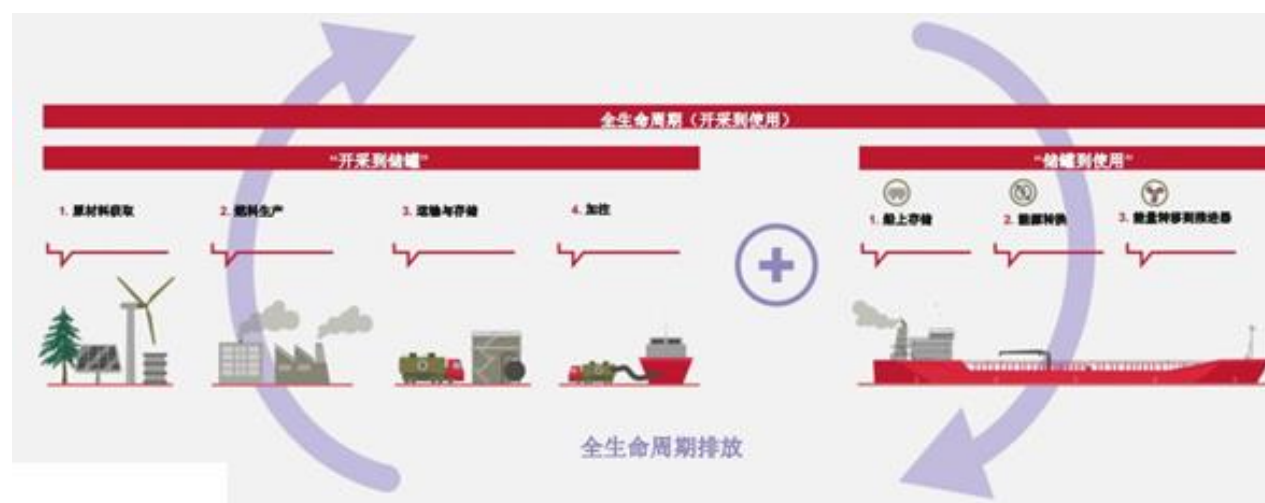 全生命周期（开采到使用）
“开采到储罐”
“储罐到使用”
1. 原材料获取
2. 燃料生产
3. 运输与存储
4. 加注
1. 船上存储
2. 能源转换
3. 能量转移到推进器
全生命周期排放